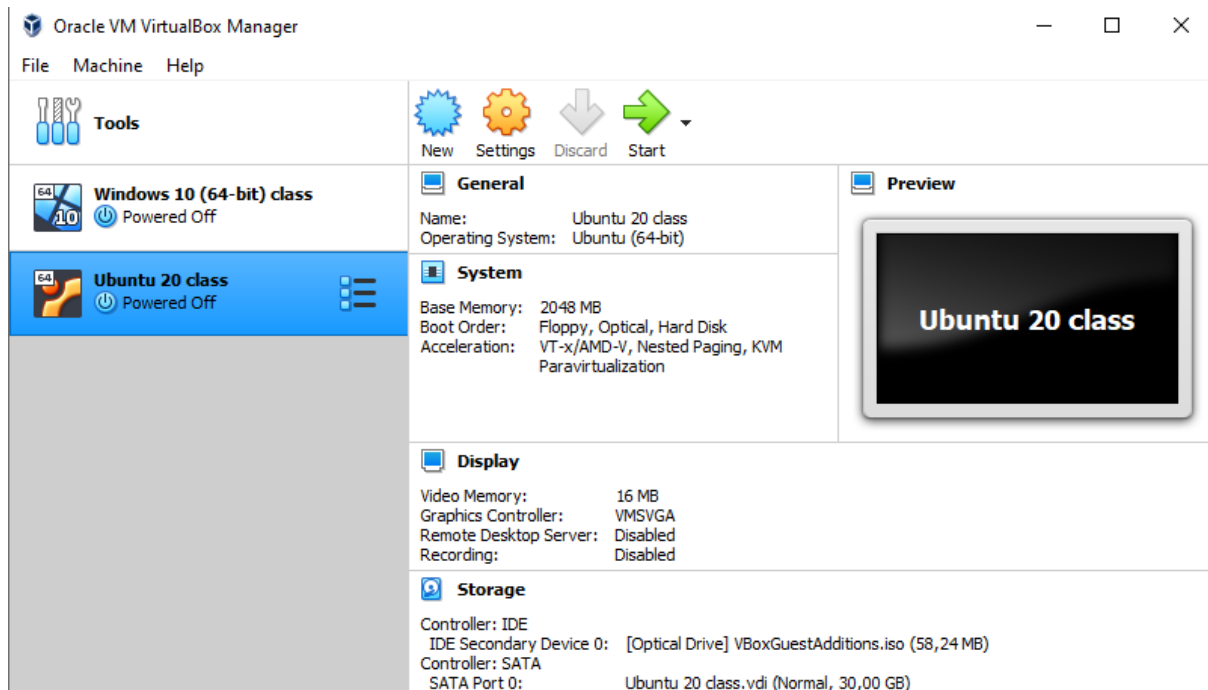 Oracle VM VirtualBox Manager
File Machine Help
Tools
New Settings Discard Start
64
10
Windows 10 (64-bit) class
Powered Off
64
Ubuntu 20 class
Powered Off
General
Name: Ubuntu 20 class
Operating System: Ubuntu (64-bit)
System
Base Memory: 2048 MB
Boot Order: Floppy, Optical, Hard Disk
Acceleration: VT-x/AMD-V, Nested Paging, KVM
Paravirtualization
Preview
Ubuntu 20 class
Display
Video Memory: 16 MB
Graphics Controller: VMSVGA
Remote Desktop Server: Disabled
Recording: Disabled
Storage
Controller: IDE
IDE Secondary Device 0: [Optical Drive] VBoxGuestAdditions.iso (58,24 MB)
Controller: SATA
SATA Port 0: Ubuntu 20 class.vdi (Normal, 30,00 GB)